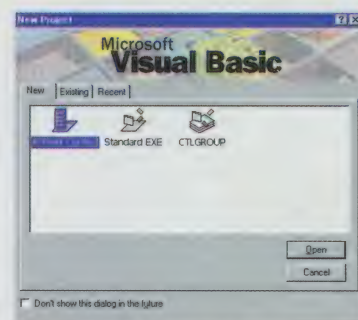 New Project
Microsoft
Visual Basic
New Existing Recent
Standard EXE CTLGROUP
Open
Cancel
Don't show this dialog in the future